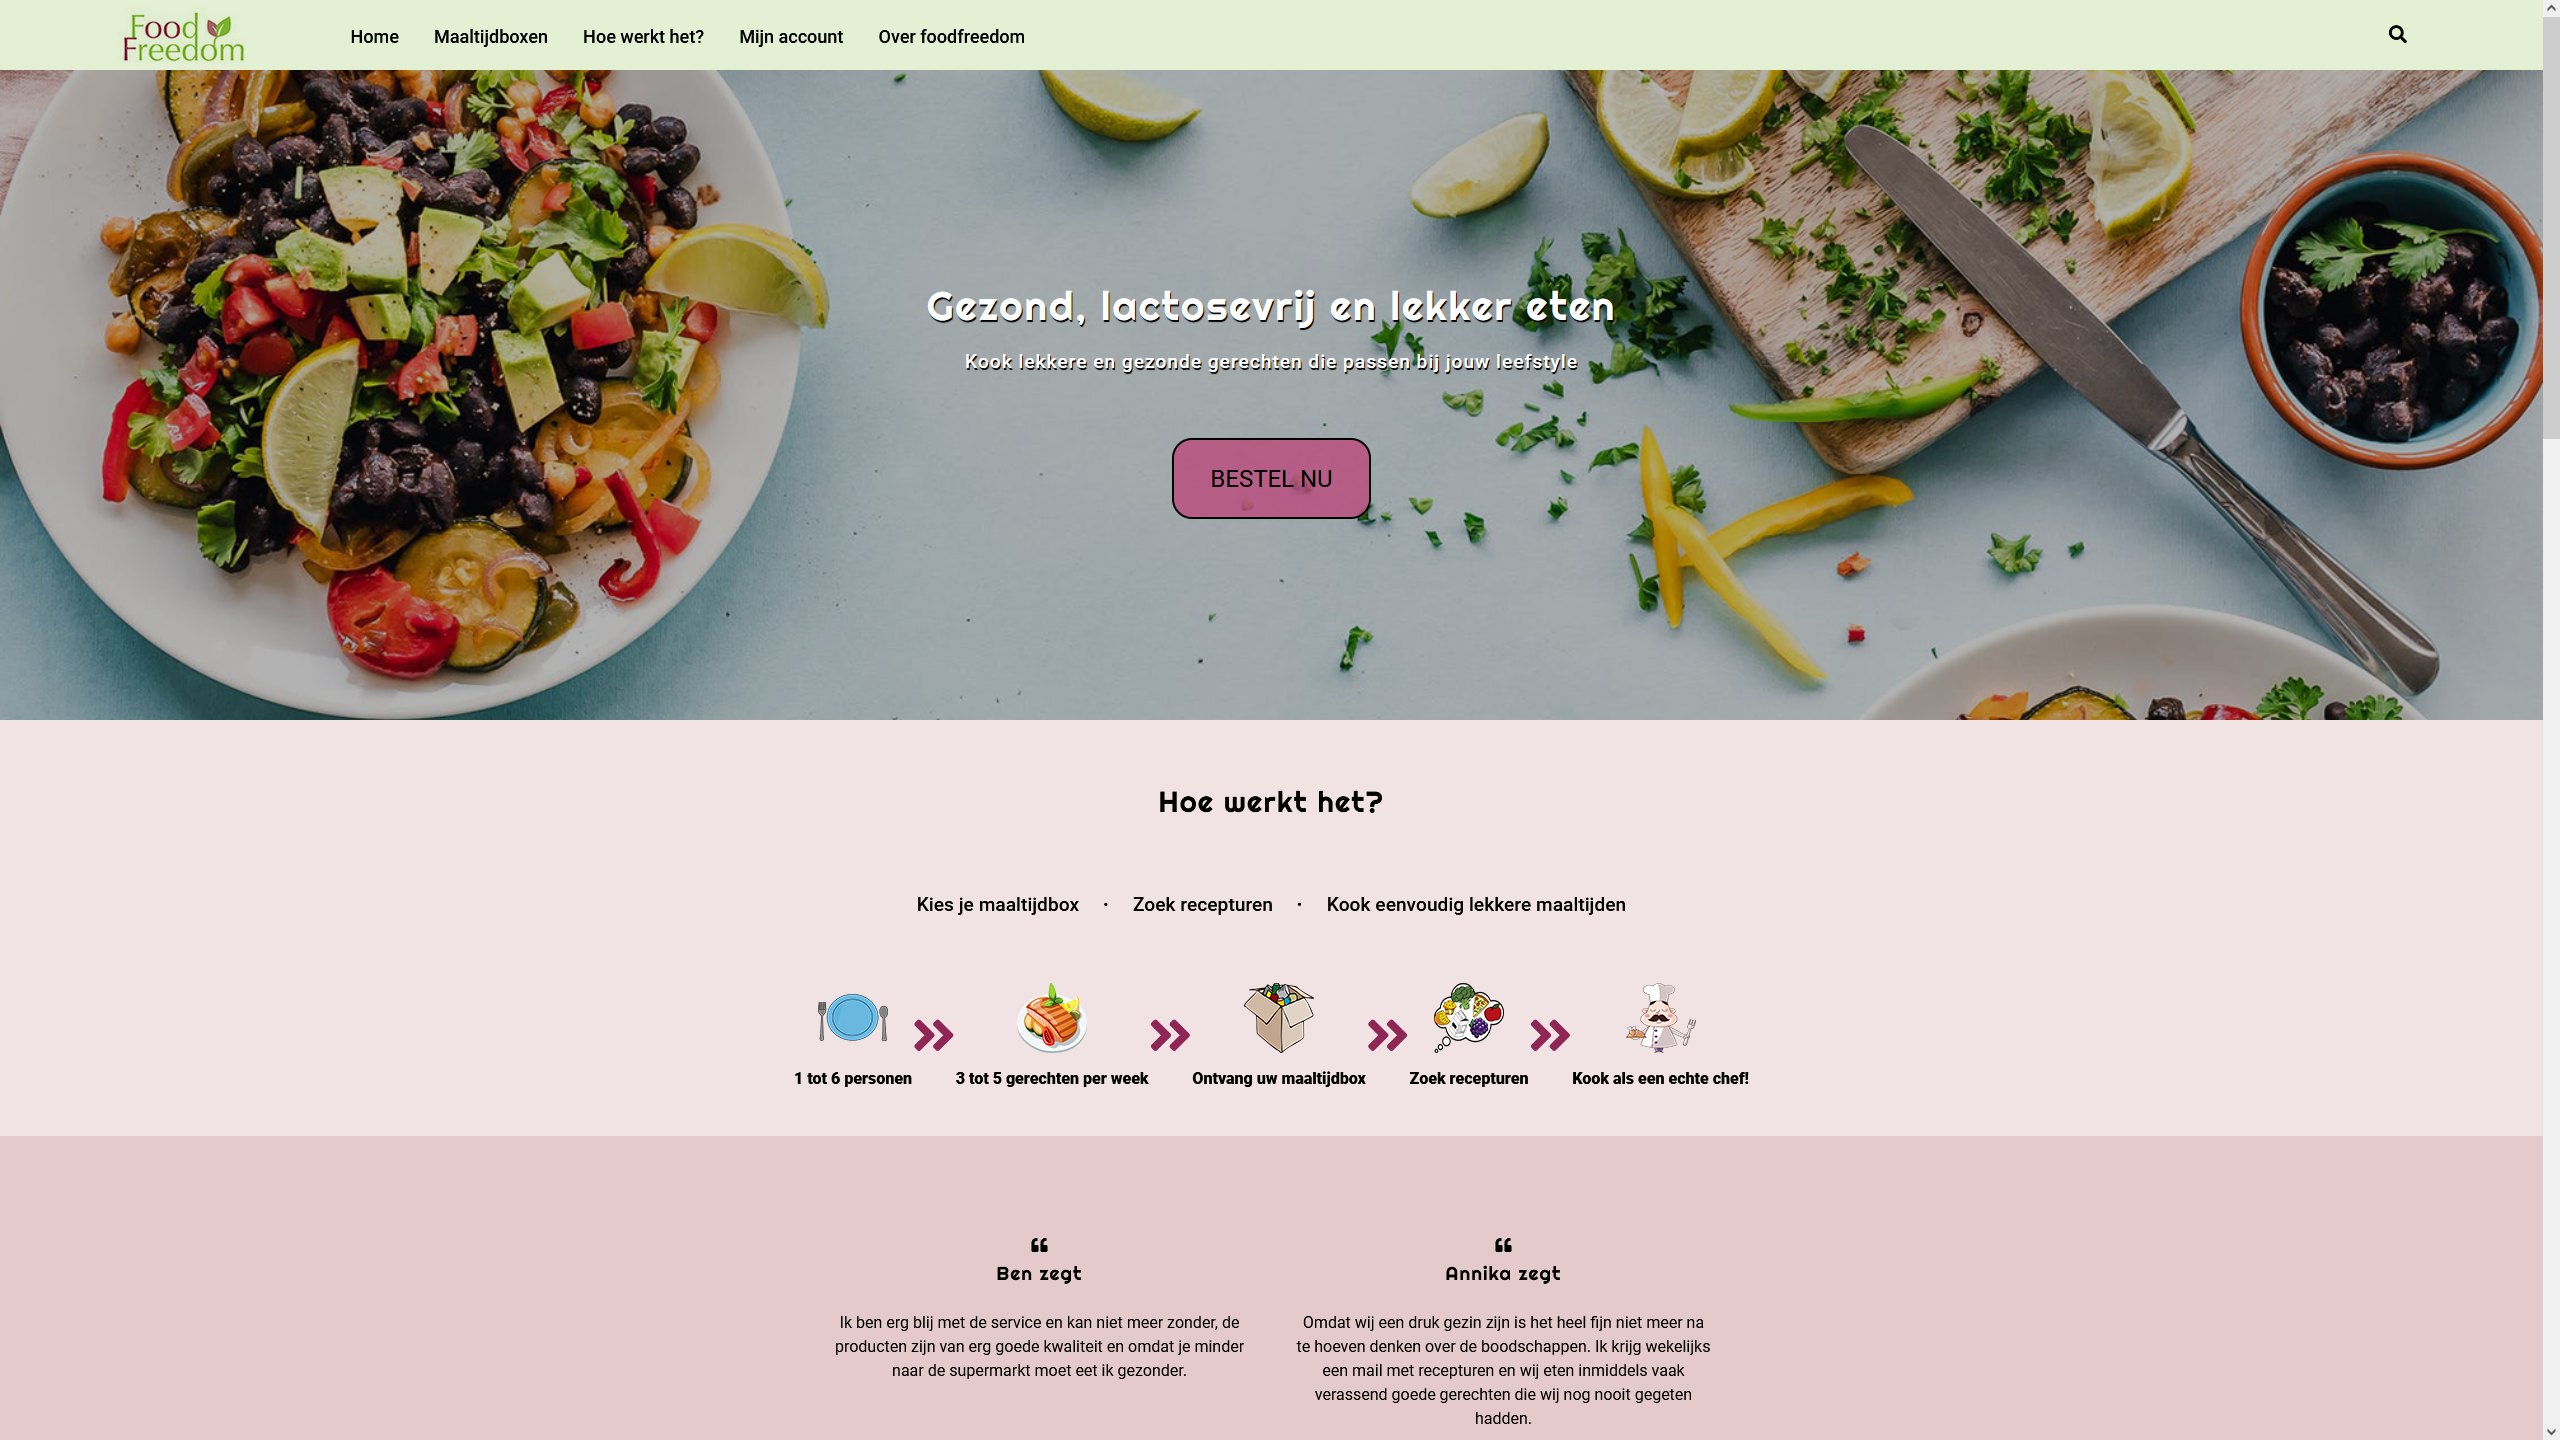 Food
Freedom
Home
Maaltijdboxen
Hoe werkt het?
Mijn account
Over foodfreedom
Gezond, lactosevrij en lekker eten
Kook lekkere en gezonde gerechten die passen bij jouw leefstyle
BESTEL NU
Hoe werkt het?
Kies je maaltijdbox · Zoek recepturen · Kook eenvoudig lekkere maaltijden
1 tot 6 personen
3 tot 5 gerechten per week
Ontvang uw maaltijdbox
Zoek recepturen
Kook als een echte chef!
Ben zegt
Ik ben erg blij met de service en kan niet meer zonder, de
producten zijn van erg goede kwaliteit en omdat je minder
naar de supermarkt moet eet ik gezonder.
Annika zegt
Omdat wij een druk gezin zijn is het heel fijn niet meer na
te hoeven denken over de boodschappen. Ik krijg wekelijks
een mail met recepturen en wij eten inmiddels vaak
verassend goede gerechten die wij nog nooit gegeten
hadden.